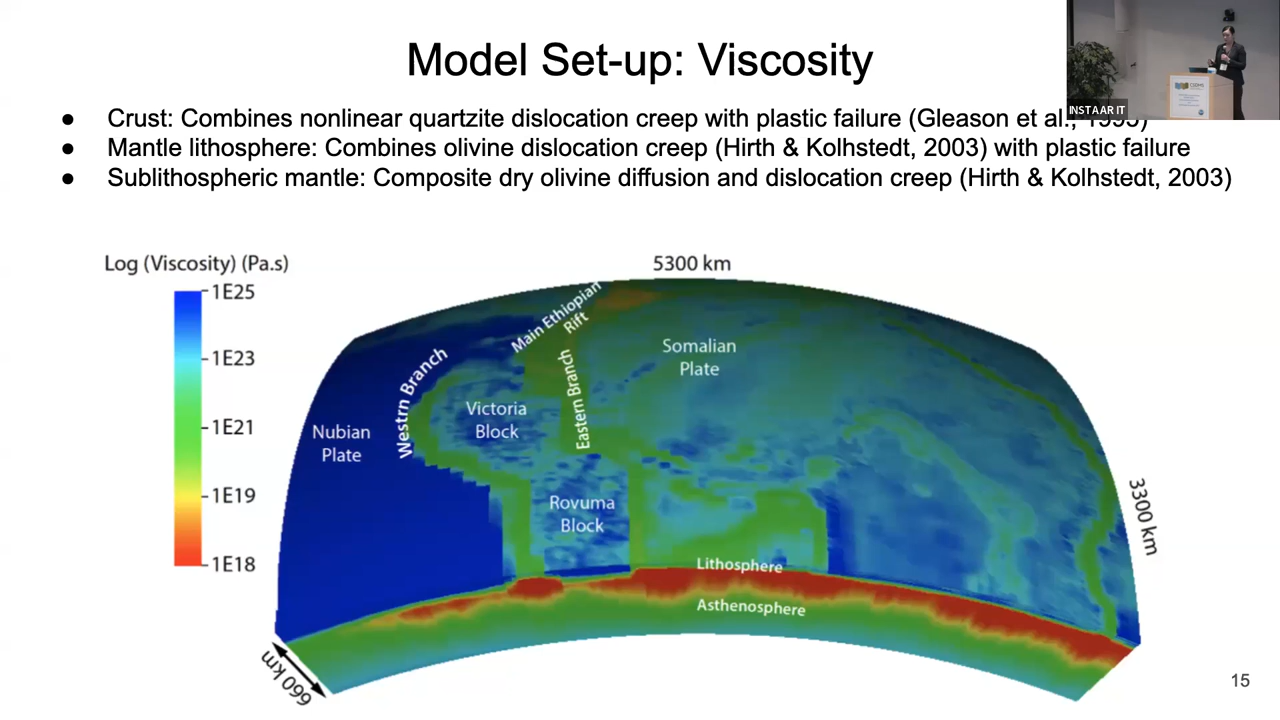 Model Set-up: Viscosity
INSTAAR IT
● Crust: Combines nonlinear quartzite dislocation creep with plastic failure (Gleason et al., 1995)
● Mantle lithosphere: Combines olivine dislocation creep (Hirth & Kolhstedt, 2003) with plastic failure
● Sublithospheric mantle: Composite dry olivine diffusion and dislocation creep (Hirth & Kolhstedt, 2003)
Log (Viscosity) (Pa.s)
5300 km
1E25
1E23
1E21
1E19
1E18
Main Ethiopian
Rift
Somalian
Plate
Westrn Branch
Eastern Branch
Victoria
Block
Nubian
Plate
Rovuma
Block
3300 km
Lithosphere
Asthenosphere
660 km
15